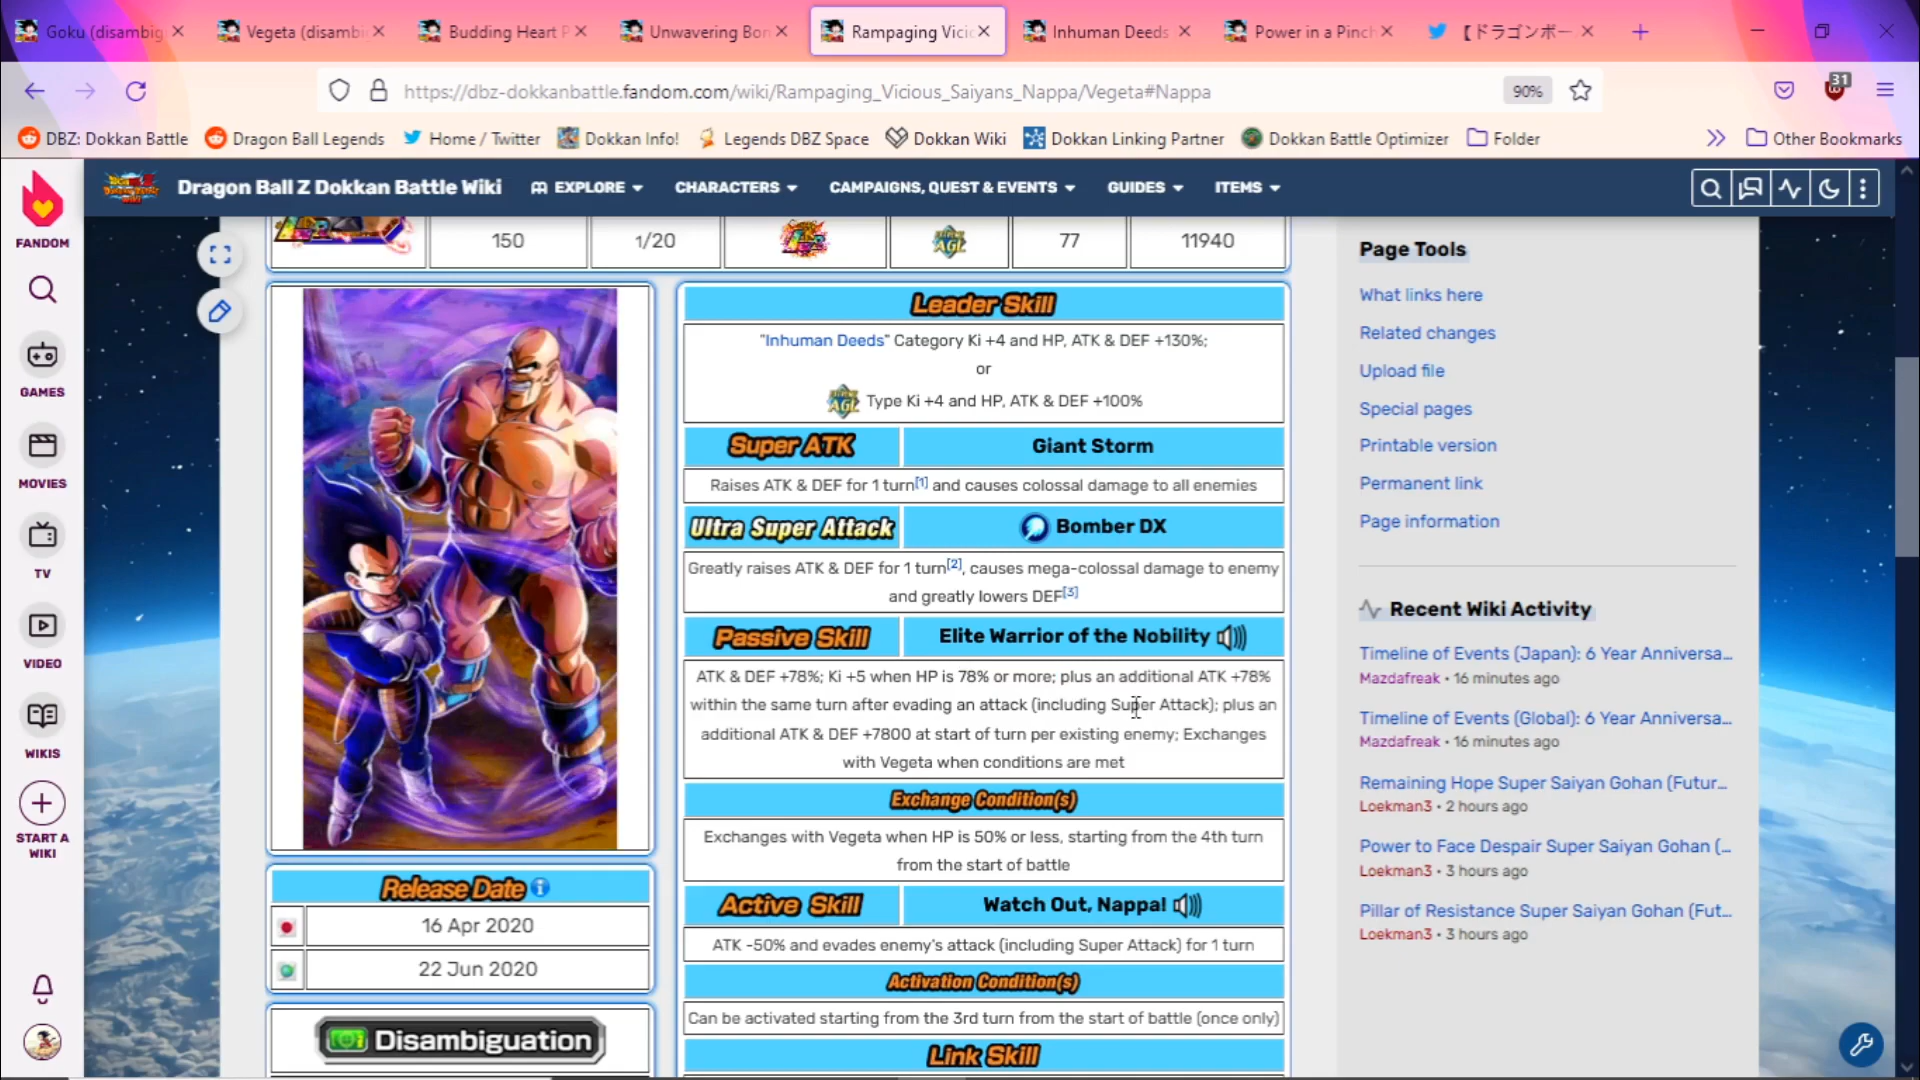 Goku (disambig
Vegeta (disambi
Budding Heart P
Unwavering Bon
Rampaging Vicic
Inhuman Deeds
Power in a Pinch
【ドラゴンボー
https://dbz-dokkanbattle.fandom.com/wiki/Rampaging_Vicious_Saiyans_Nappa/Vegeta#Nappa
90%
31
DBZ: Dokkan Battle
Dragon Ball Legends
Home / Twitter
Dokkan Info!
Legends DBZ Space
Dokkan Wiki
Dokkan Linking Partner
Dokkan Battle Optimizer
Folder
Other Bookmarks
Dragon Ball Z Dokkan Battle Wiki
EXPLORE
CHARACTERS
CAMPAIGNS, QUEST & EVENTS
GUIDES
ITEMS
FANDOM
GAMES
MOVIES
TV
VIDEO
WIKIS
START A
WIKI
150
1/20
LR
EXTREME
AGL
77
11940
Leader Skill
"Inhuman Deeds" Category Ki +4 and HP, ATK & DEF +130%;
or
EXTREME
AGL
Type Ki +4 and HP, ATK & DEF +100%
Super ATK
Giant Storm
Raises ATK & DEF for 1 turn[1] and causes colossal damage to all enemies
Ultra Super Attack
Bomber DX
Greatly raises ATK & DEF for 1 turn[2], causes mega-colossal damage to enemy
and greatly lowers DEF[3]
Passive Skill
Elite Warrior of the Nobility
ATK & DEF +78%; Ki +5 when HP is 78% or more; plus an additional ATK +78%
within the same turn after evading an attack (including Super Attack); plus an
additional ATK & DEF +7800 at start of turn per existing enemy; Exchanges
with Vegeta when conditions are met
Exchange Condition(s)
Exchanges with Vegeta when HP is 50% or less, starting from the 4th turn
from the start of battle
Active Skill
Watch Out, Nappa!
ATK -50% and evades enemy's attack (including Super Attack) for 1 turn
Activation Condition(s)
Can be activated starting from the 3rd turn from the start of battle (once only)
Link Skill
Release Date
16 Apr 2020
22 Jun 2020
Disambiguation
Page Tools
What links here
Related changes
Upload file
Special pages
Printable version
Permanent link
Page information
Recent Wiki Activity
Timeline of Events (Japan): 6 Year Anniversa...
Mazdafreak • 16 minutes ago
Timeline of Events (Global): 6 Year Anniversa...
Mazdafreak • 16 minutes ago
Remaining Hope Super Saiyan Gohan (Futur...
Loekman3 • 2 hours ago
Power to Face Despair Super Saiyan Gohan (...
Loekman3 • 3 hours ago
Pillar of Resistance Super Saiyan Gohan (Fut...
Loekman3 • 3 hours ago